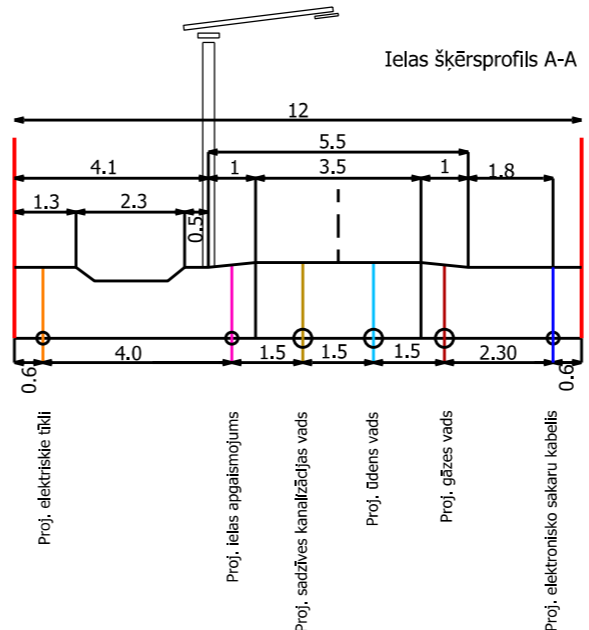 Ielas šķērsprofils A-A
12
5.5
4.1
1
3.5
1
1.8
1.3
2.3
0.5
0.6
4.0
1.5
1.5
1.5
2.30
0.6
Proj. elektriskie tīkli
Proj. ielas apgaismojums
Proj. sadzīves kanalizācijas vads
Proj. ūdens vads
Proj. gāzes vads
Proj. elektronisko sakaru kabelis